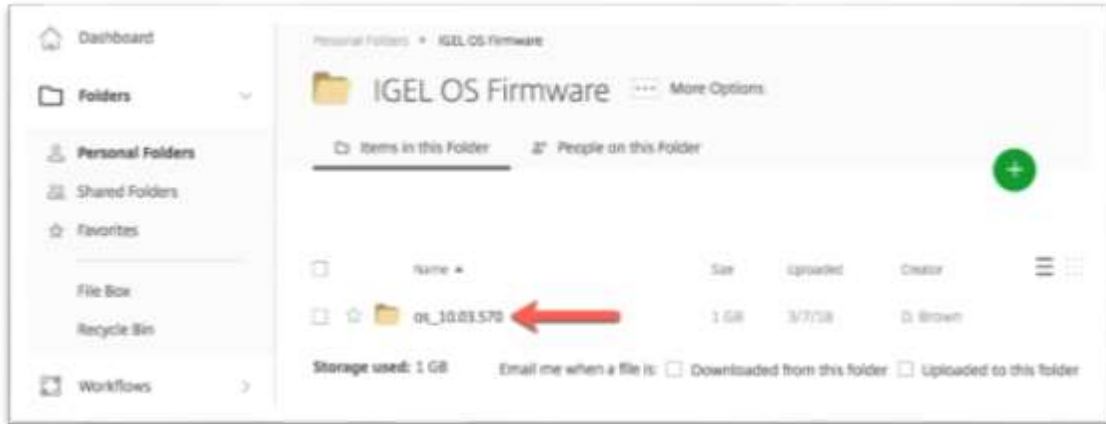 Dashboard
Folders
Personal Folders
Shared Folders
Favorites
File Box
Recycle Bin
Workflows
Personal Folders IGEL OS Firmware
IGEL OS Firmware ... More Options
Items in this Folder People on this Folder
+
Name Size Uploaded Creator
os_10.03.570 1 GB 3/7/18 D. Brown
Storage used: 1 GB Email me when a file is: Downloaded from this folder Uploaded to this folder